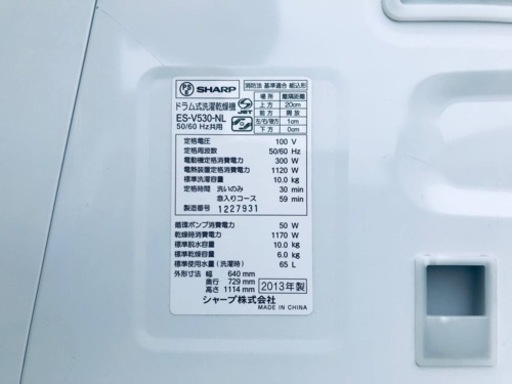 SHARP
ドラム式洗濯乾燥機
ES-V530-NL
50/60 Hz共用
JET
消防法 基準適合 組込形
場所 離隔距離
上方 20cm
前方 開放
左/右/後方 1cm
下方 0cm
定格電圧 100 V
定格周波数 50/60 Hz
電動機定格消費電力 300 W
電熱装置定格消費電力 1120 W
標準洗濯容量 10.0 kg
定格時間 洗いのみ 30 min
念入りコース 59 min
製造番号 1227931
循環ポンプ消費電力 50 W
乾燥時消費電力 1170 W
標準脱水容量 10.0 kg
標準乾燥容量 6.0 kg
標準使用水量(洗濯時) 65 L
外形寸法 幅 640 mm
奥行 729 mm
高さ 1114 mm
2013年製
シャープ株式会社
MADE IN CHINA